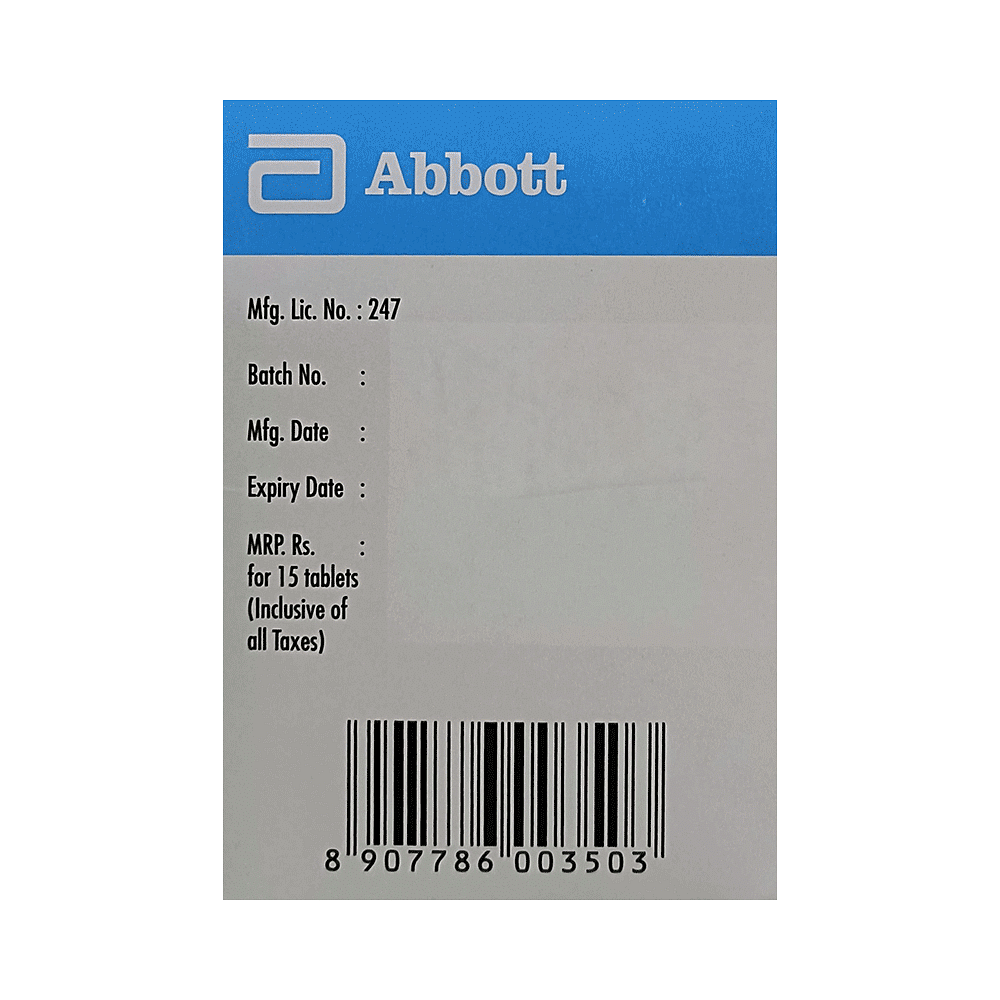 Abbott
Mfg. Lic. No. : 247
Batch No. :
Mfg. Date :
Expiry Date :
MRP. Rs. :
for 15 tablets
(Inclusive of
all Taxes)
8 907786 003503